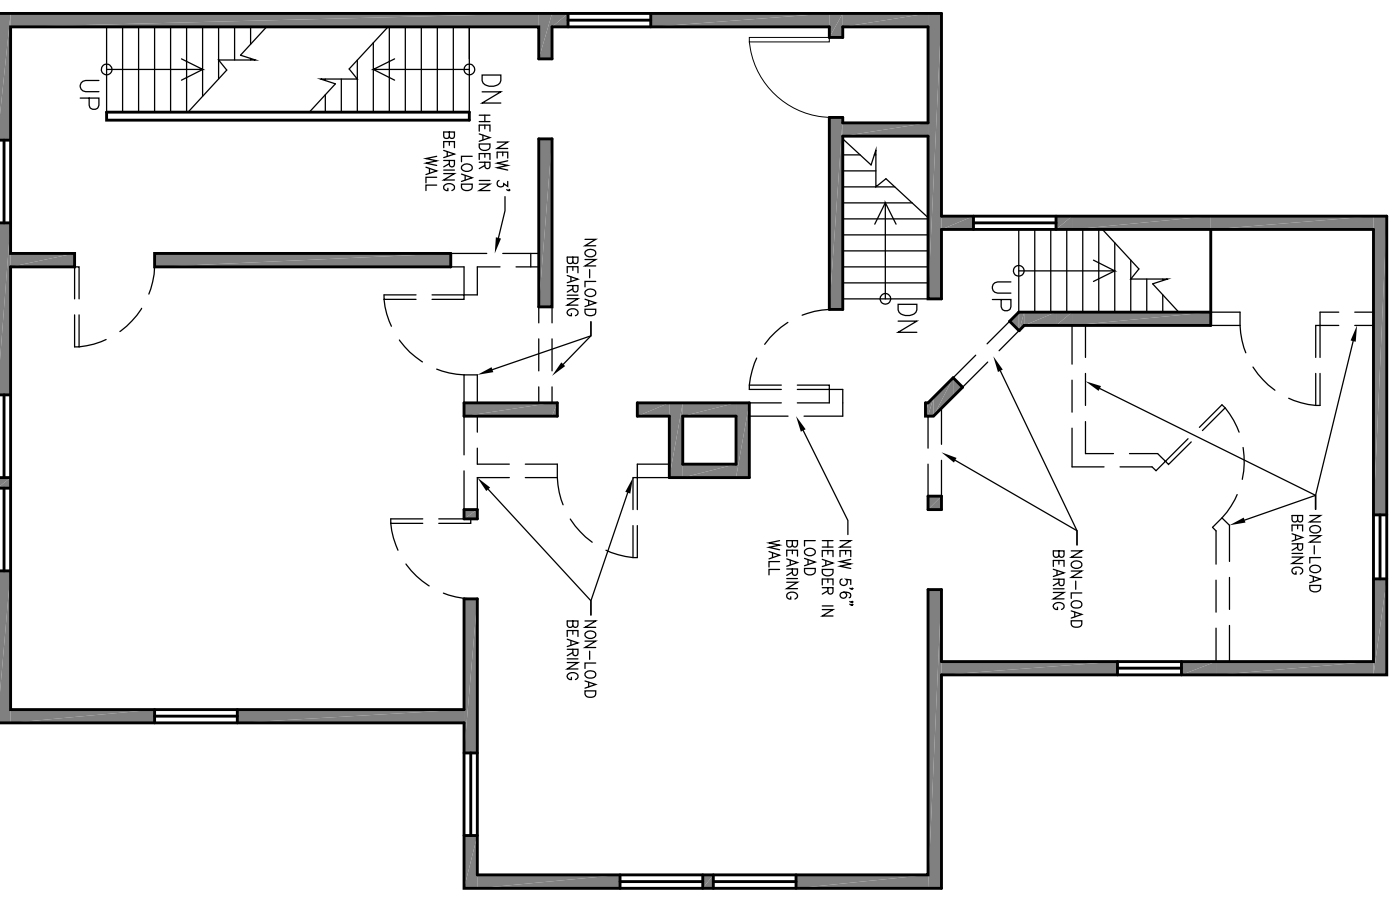 UP
DN
NEW 3'
HEADER IN
LOAD
BEARING
WALL
NON-LOAD
BEARING
DN
UP
NEW 5'6"
HEADER IN
LOAD
BEARING
WALL
NON-LOAD
BEARING
NON-LOAD
BEARING
NON-LOAD
BEARING